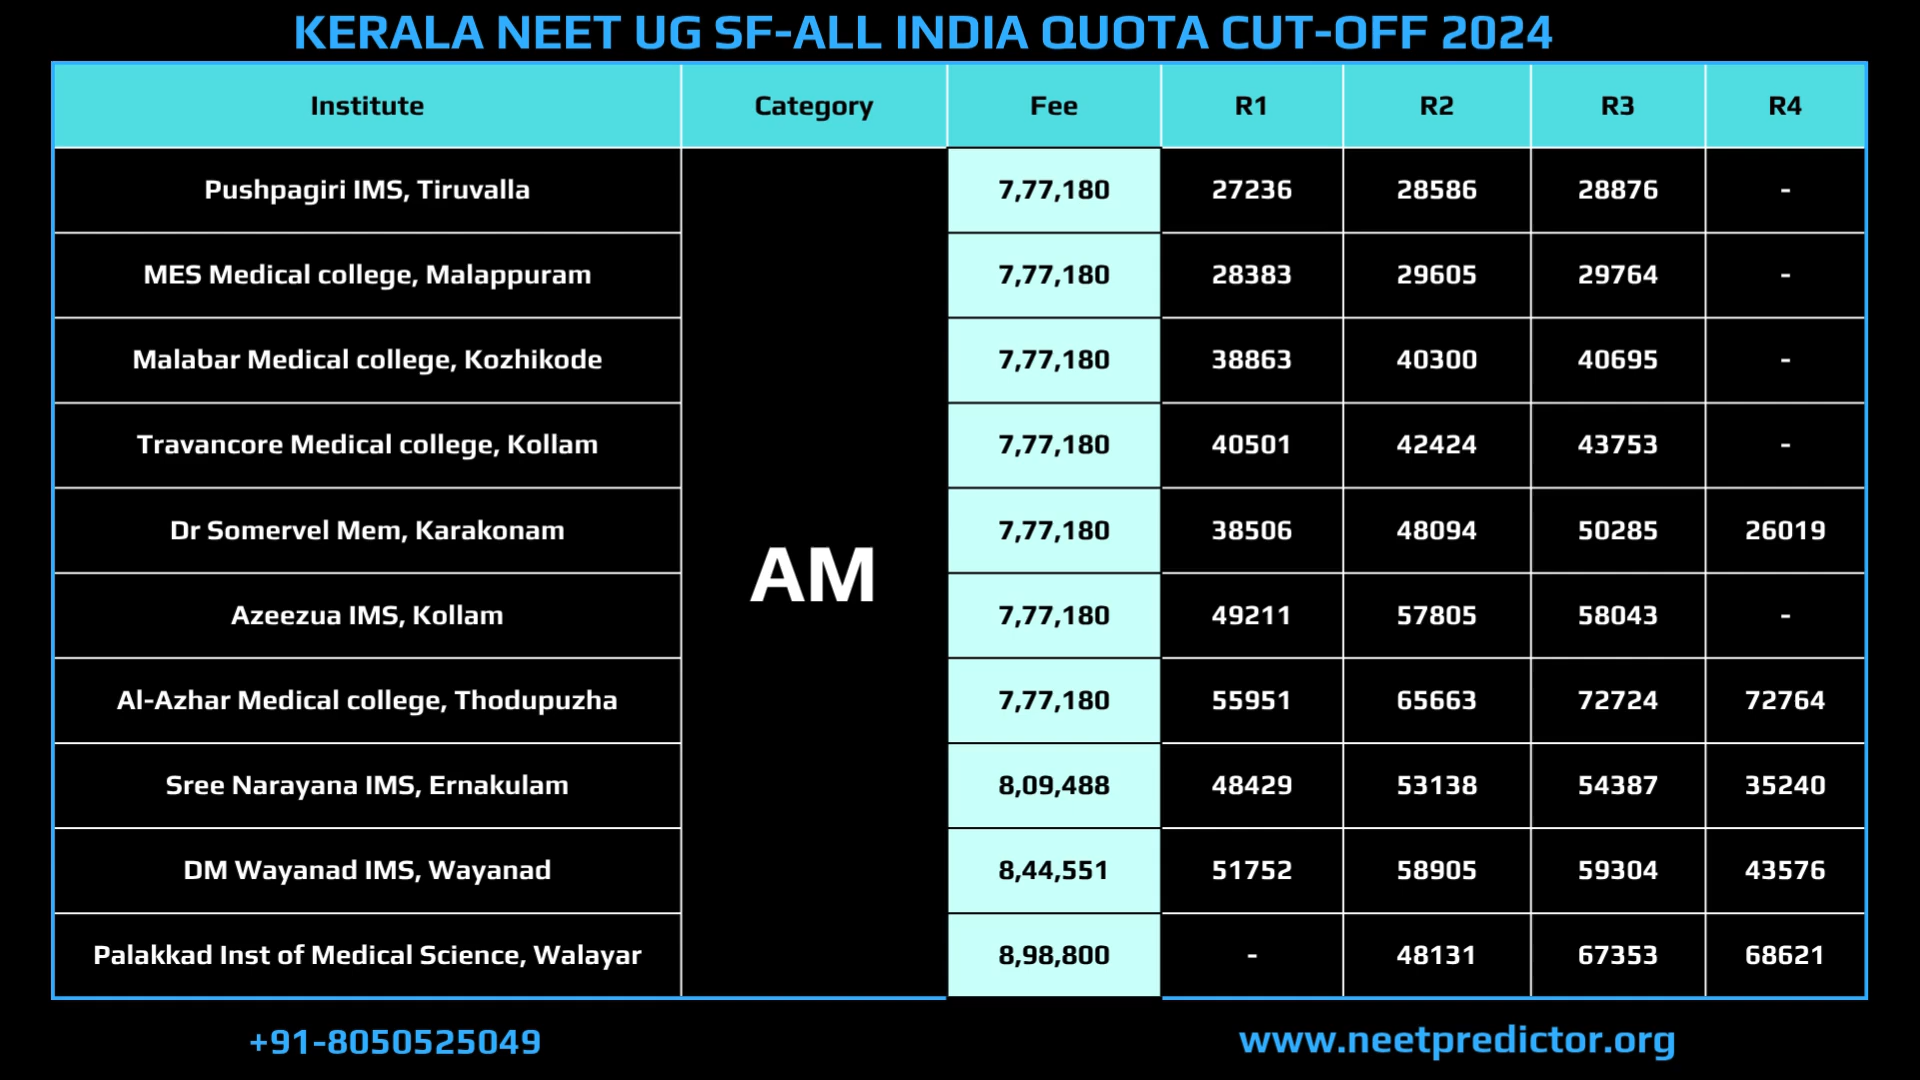 KERALA NEET UG SF-ALL INDIA QUOTA CUT-OFF 2024
Institute Category Fee R1 R2 R3 R4
Pushpagiri IMS, Tiruvalla 7,77,180 27236 28586 28876 -
MES Medical college, Malappuram 7,77,180 28383 29605 29764 -
Malabar Medical college, Kozhikode 7,77,180 38863 40300 40695 -
Travancore Medical college, Kollam 7,77,180 40501 42424 43753 -
Dr Somervel Mem, Karakonam 7,77,180 38506 48094 50285 26019
AM
Azeezua IMS, Kollam 7,77,180 49211 57805 58043 -
Al-Azhar Medical college, Thodupuzha 7,77,180 55951 65663 72724 72764
Sree Narayana IMS, Ernakulam 8,09,488 48429 53138 54387 35240
DM Wayanad IMS, Wayanad 8,44,551 51752 58905 59304 43576
Palakkad Inst of Medical Science, Walayar 8,98,800 - 48131 67353 68621
+91-8050525049 www.neetpredictor.org